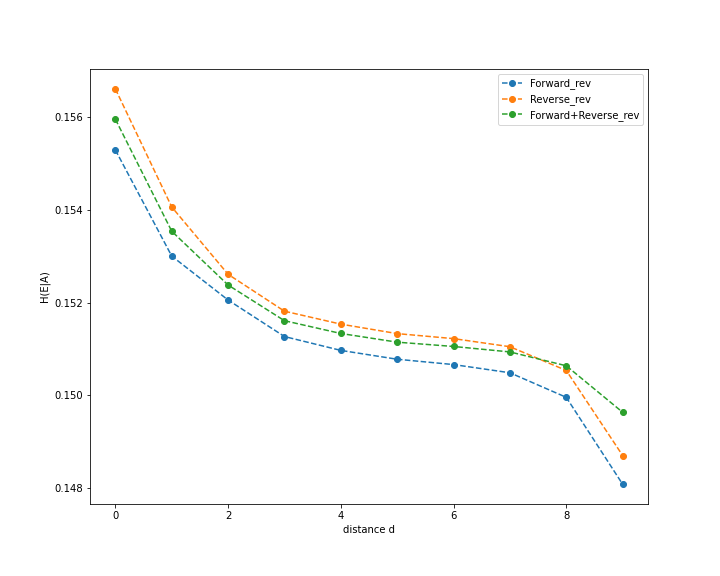 Forward_rev
Reverse_rev
Forward+Reverse_rev
0.156
0.154
0.152
0.150
0.148
H(E|A)
0 2 4 6 8
distance d